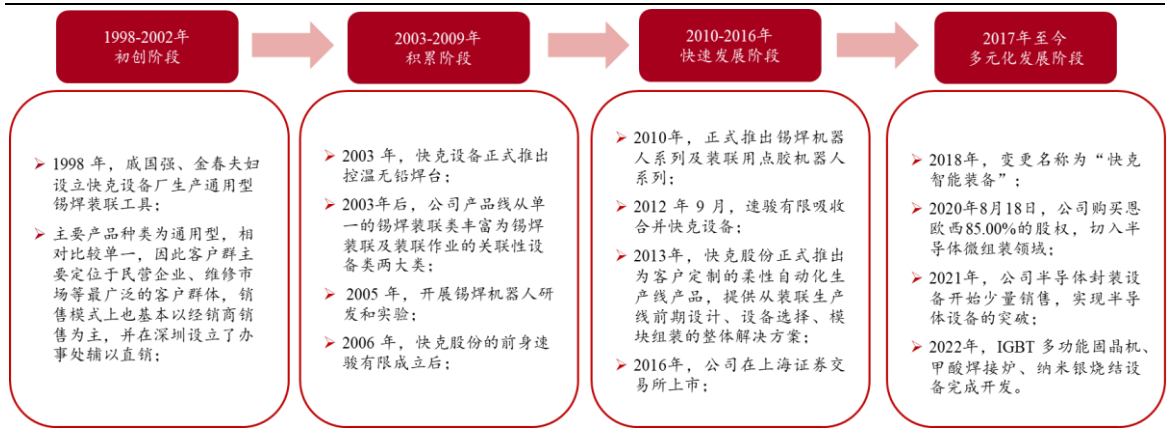 1998-2002年
初创阶段
2003-2009年
积累阶段
2010-2016年
快速发展阶段
2017年至今
多元化发展阶段
➢ 1998 年，戚国强、金春夫妇
设立快克设备厂生产通用型
锡焊装联工具；
➢ 主要产品种类为通用型，相
对比较单一，因此客户群主
要定位于民营企业、维修市
场等最广泛的客户群体，销
售模式上也基本以经销商销
售为主，并在深圳设立了办
事处辅以直销；
➢ 2003 年，快克设备正式推出
控温无铅焊台；
➢ 2003年后，公司产品线从单
一的锡焊装联类丰富为锡焊
装联及装联作业的关联性设
备类两大类；
➢ 2005 年，开展锡焊机器人研
发和实验；
➢ 2006 年，快克股份的前身速
骏有限成立后；
➢ 2010年，正式推出锡焊机器
人系列及装联用点胶机器人
系列；
➢ 2012 年 9 月，速骏有限吸收
合并快克设备；
➢ 2013年，快克股份正式推出
为客户定制的柔性自动化生
产线产品，提供从装联生产
线前期设计、设备选择、模
块组装的整体解决方案；
➢ 2016年，公司在上海证券交
易所上市；
➢ 2018年，变更名称为“快克
智能装备”；
➢ 2020年8月18日，公司购买恩
欧西85.00%的股权，切入半
导体微组装领域；
➢ 2021年，公司半导体封装设
备开始少量销售，实现半导
体设备的突破；
➢ 2022年，IGBT 多功能固晶机、
甲酸焊接炉、纳米银烧结设
备完成开发。